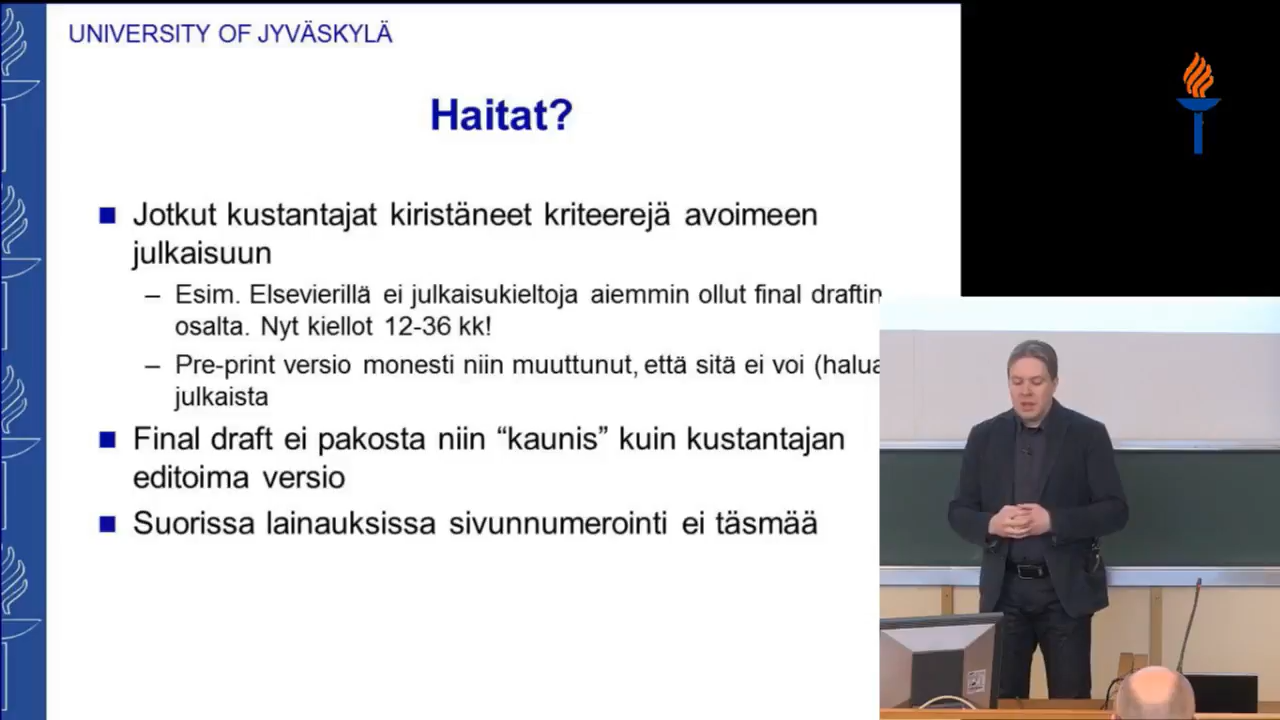 UNIVERSITY OF JYVÄSKYLÄ
Haitat?
Jotkut kustantajat kiristäneet kriteerejä avoimeen
julkaisuun
– Esim. Elsevierillä ei julkaisukieltoja aiemmin ollut final draftin
osalta. Nyt kiellot 12-36 kk!
– Pre-print versio monesti niin muuttunut, että sitä ei voi (halua
julkaista
Final draft ei pakosta niin “kaunis” kuin kustantajan
editoima versio
Suorissa lainauksissa sivunnumerointi ei täsmää